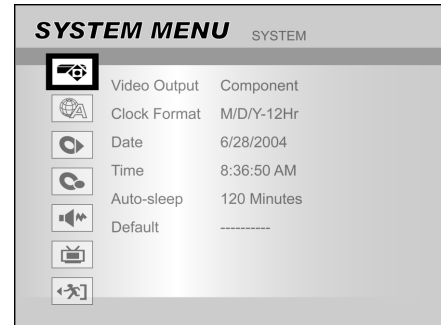 SYSTEM MENU SYSTEM
Video Output Component
Clock Format M/D/Y-12Hr
Date 6/28/2004
Time 8:36:50 AM
Auto-sleep 120 Minutes
Default ----------